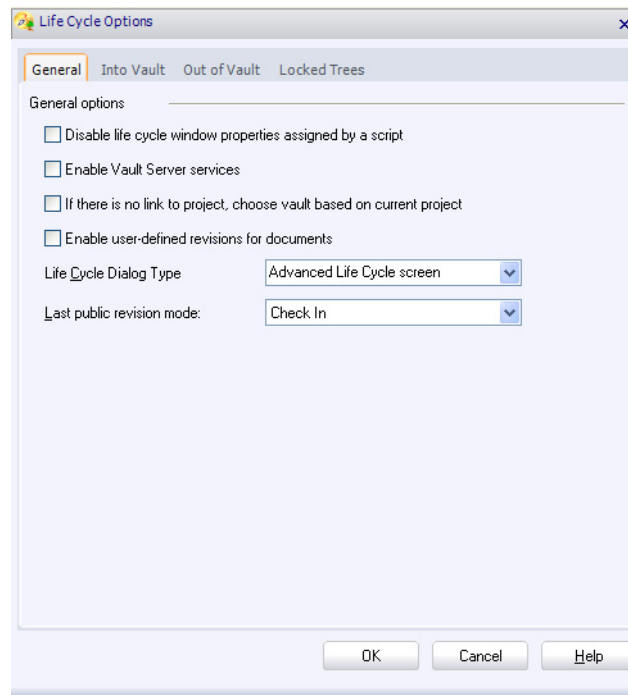 Life Cycle Options
General Into Vault Out of Vault Locked Trees
General options
Disable life cycle window properties assigned by a script
Enable Vault Server services
If there is no link to project, choose vault based on current project
Enable user-defined revisions for documents
Life Cycle Dialog Type Advanced Life Cycle screen
Last public revision mode: Check In
OK Cancel Help